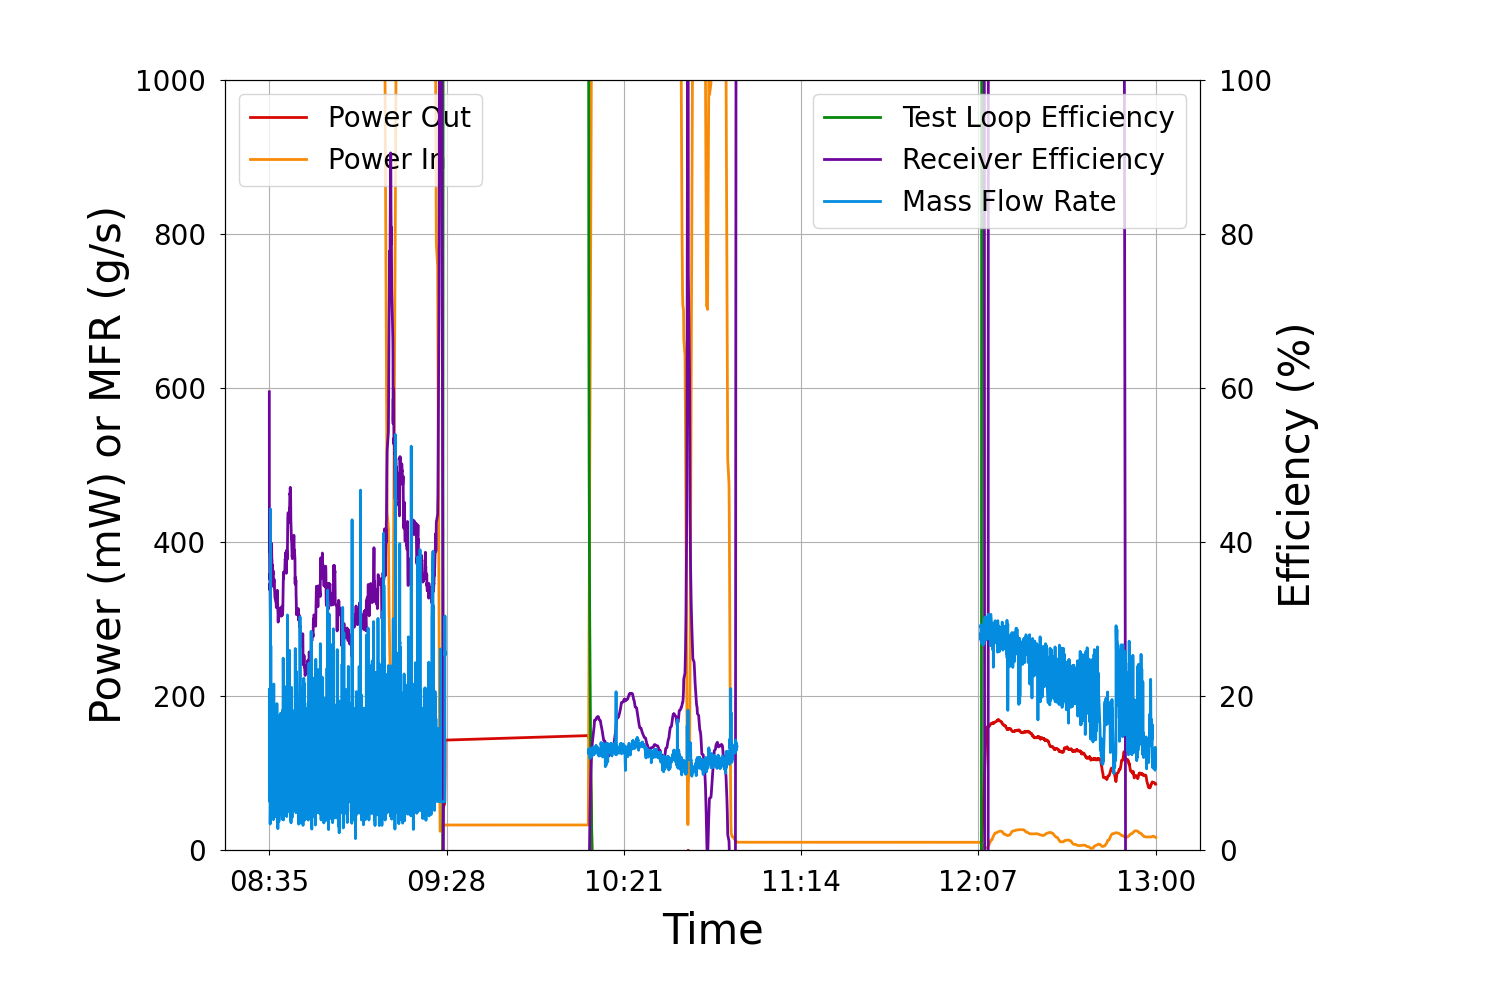 Power Out
Power In
Test Loop Efficiency
Receiver Efficiency
Mass Flow Rate
1000
800
600
400
200
0
100
80
60
40
20
0
Power (mW) or MFR (g/s)
Efficiency (%)
08:35 09:28 10:21 11:14 12:07 13:00
Time